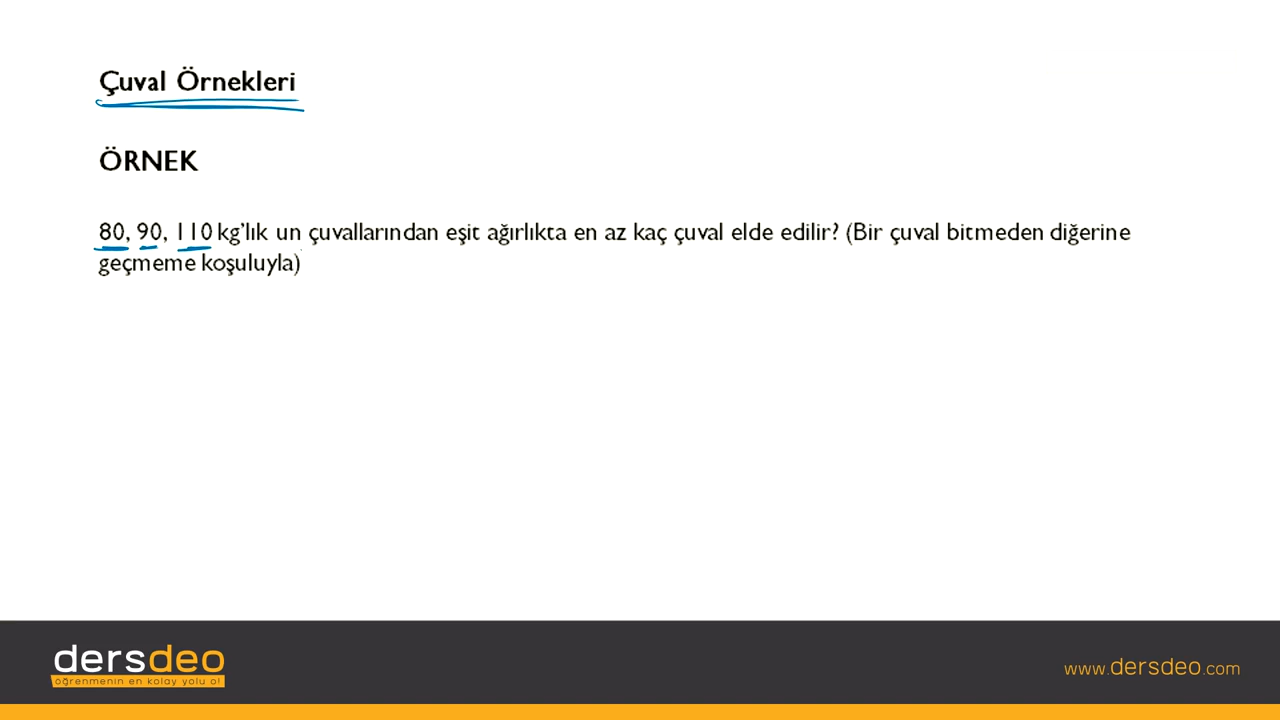 Çuval Örnekleri
ÖRNEK
80, 90, 110 kg'lık un çuvallarından eşit ağırlıkta en az kaç çuval elde edilir? (Bir çuval bitmeden diğerine
geçmeme koşuluyla)
dersdeo
öğrenmenin en kolay yolu o!
www.dersdeo.com